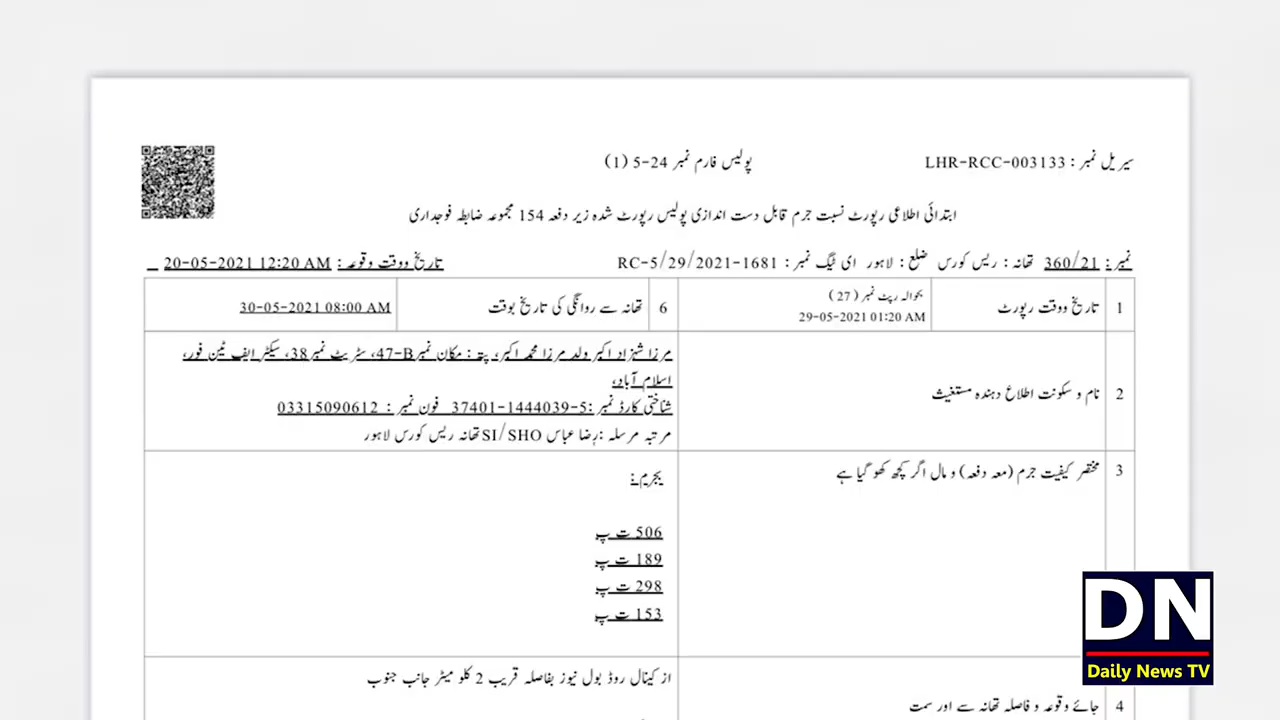 سیریل نمبر : LHR-RCC-003133 پولیس فارم نمبر 24-5 (1)
ابتدائی اطلاعی رپورٹ نسبت جرم قابل دست اندازی پولیس رپورٹ شدہ زیر دفعہ 154 مجموعہ ضابطہ فوجداری
نمبر : 360/21 تھانہ : ریس کورس ضلع : لاہور ای ٹیگ نمبر : RC-5/29/2021-1681 تاریخ ووقت وقوعہ : 20-05-2021 12:20 AM
1 تاریخ ووقت رپورٹ
بحوالہ رپٹ نمبر ( 27 )
29-05-2021 01:20 AM
6 تھانہ سے روانگی کی تاریخ بوقت 30-05-2021 08:00 AM
2 نام و سکونت اطلاع دہندہ مستغیث
مرزا شہزاد اکبر ولد مرزا محمد اکبر، پتہ : مکان نمبر 47-B، سٹریٹ نمبر 38، سیکٹر ایف ٹین فور،
اسلام آباد،
شناختی کارڈ نمبر : 37401-1444039-5 فون نمبر : 03315090612
مرتبہ مرسلہ : رضا عباس SI/SHO تھانہ ریس کورس لاہور
3 مختصر کیفیت جرم (معہ دفعہ) و مال اگر کچھ کھو گیا ہے
بجرم :
506 ت پ
189 ت پ
298 ت پ
153 ت پ
4 جائے وقوعہ و فاصلہ تھانہ سے اور سمت
از کینال روڈ بول نیوز بفاصلہ قریب 2 کلو میٹر جانب جنوب
DN
Daily News TV